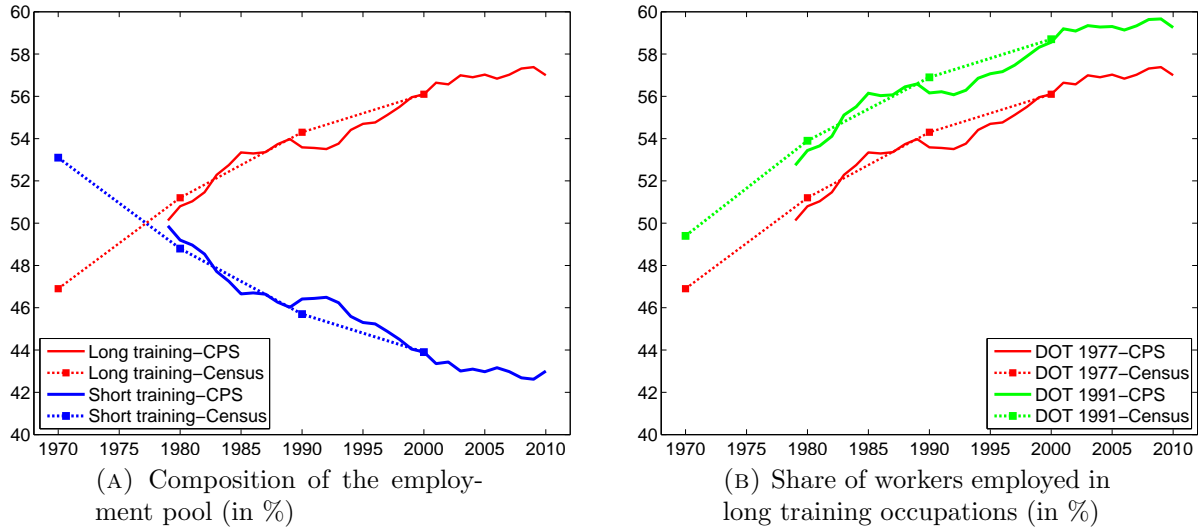 60
58
56
54
52
50
48
46
44
42
40
1970 1975 1980 1985 1990 1995 2000 2005 2010
Long training−CPS
Long training−Census
Short training−CPS
Short training−Census
(A) Composition of the employ-
ment pool (in %)
60
58
56
54
52
50
48
46
44
42
40
1970 1975 1980 1985 1990 1995 2000 2005 2010
DOT 1977−CPS
DOT 1977−Census
DOT 1991−CPS
DOT 1991−Census
(B) Share of workers employed in
long training occupations (in %)